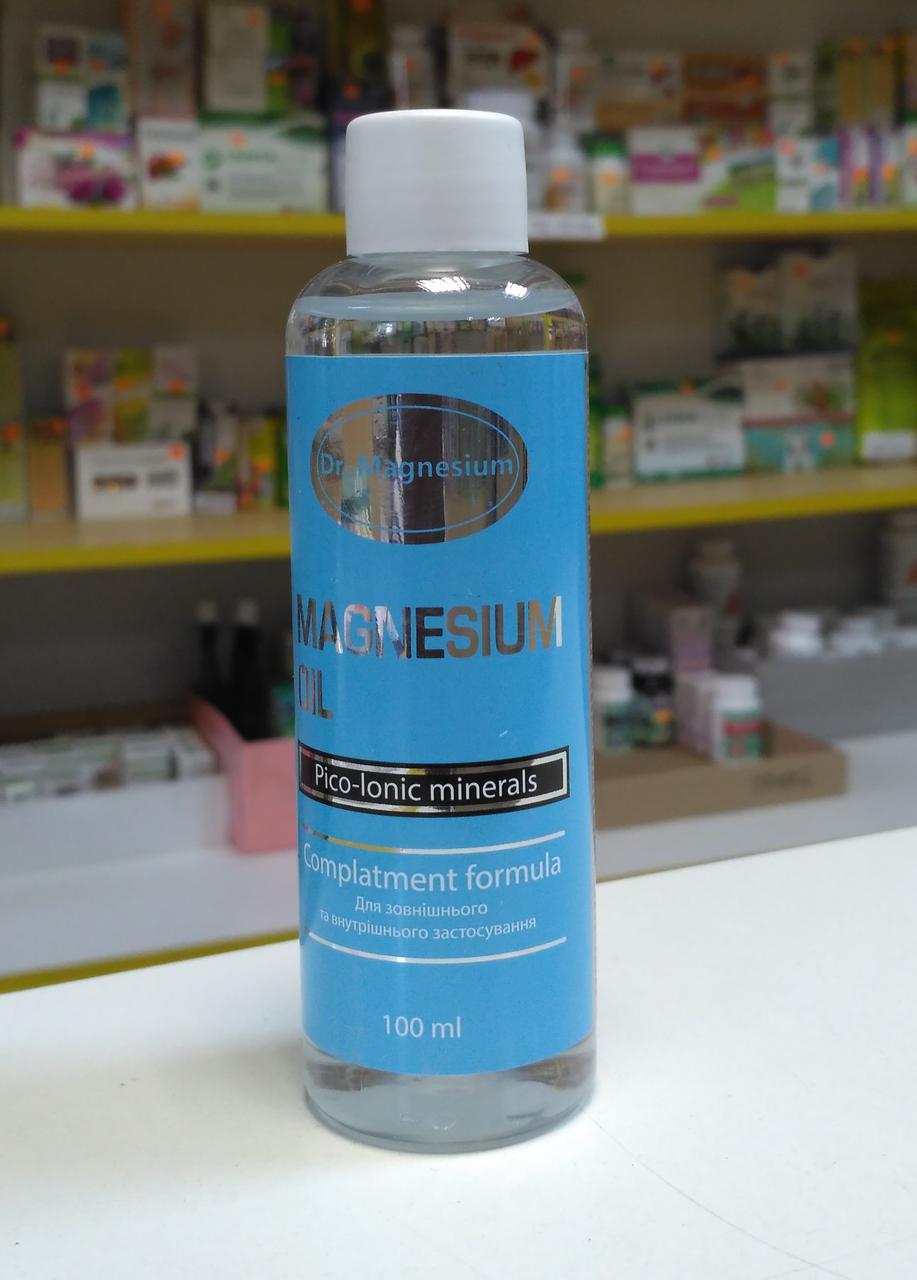 Dr. Magnesium
MAGNESIUM
OIL
Pico-Ionic minerals
Complatment formula
Для зовнішнього
та внутрішнього застосування
100 ml